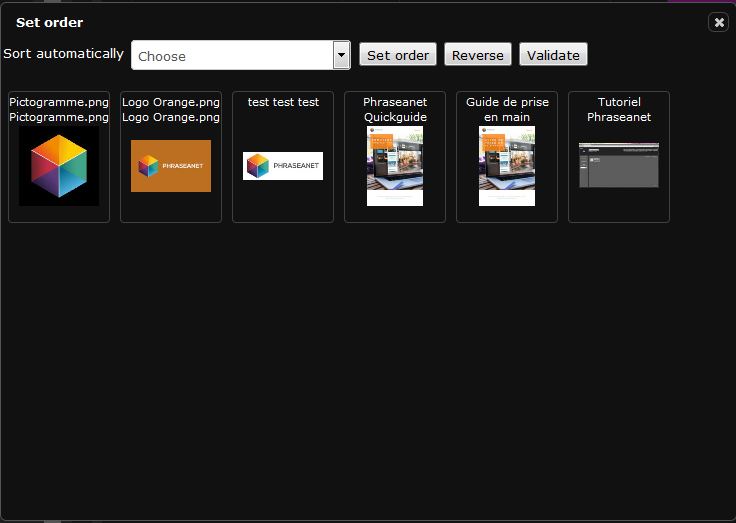 Set order
Sort automatically
Choose
Set order
Reverse
Validate
Pictogramme.png
Pictogramme.png
Logo Orange.png
Logo Orange.png
PHRASEANET
test test test
PHRASEANET
Phraseanet
Quickguide
Guide de prise
en main
Tutoriel
Phraseanet